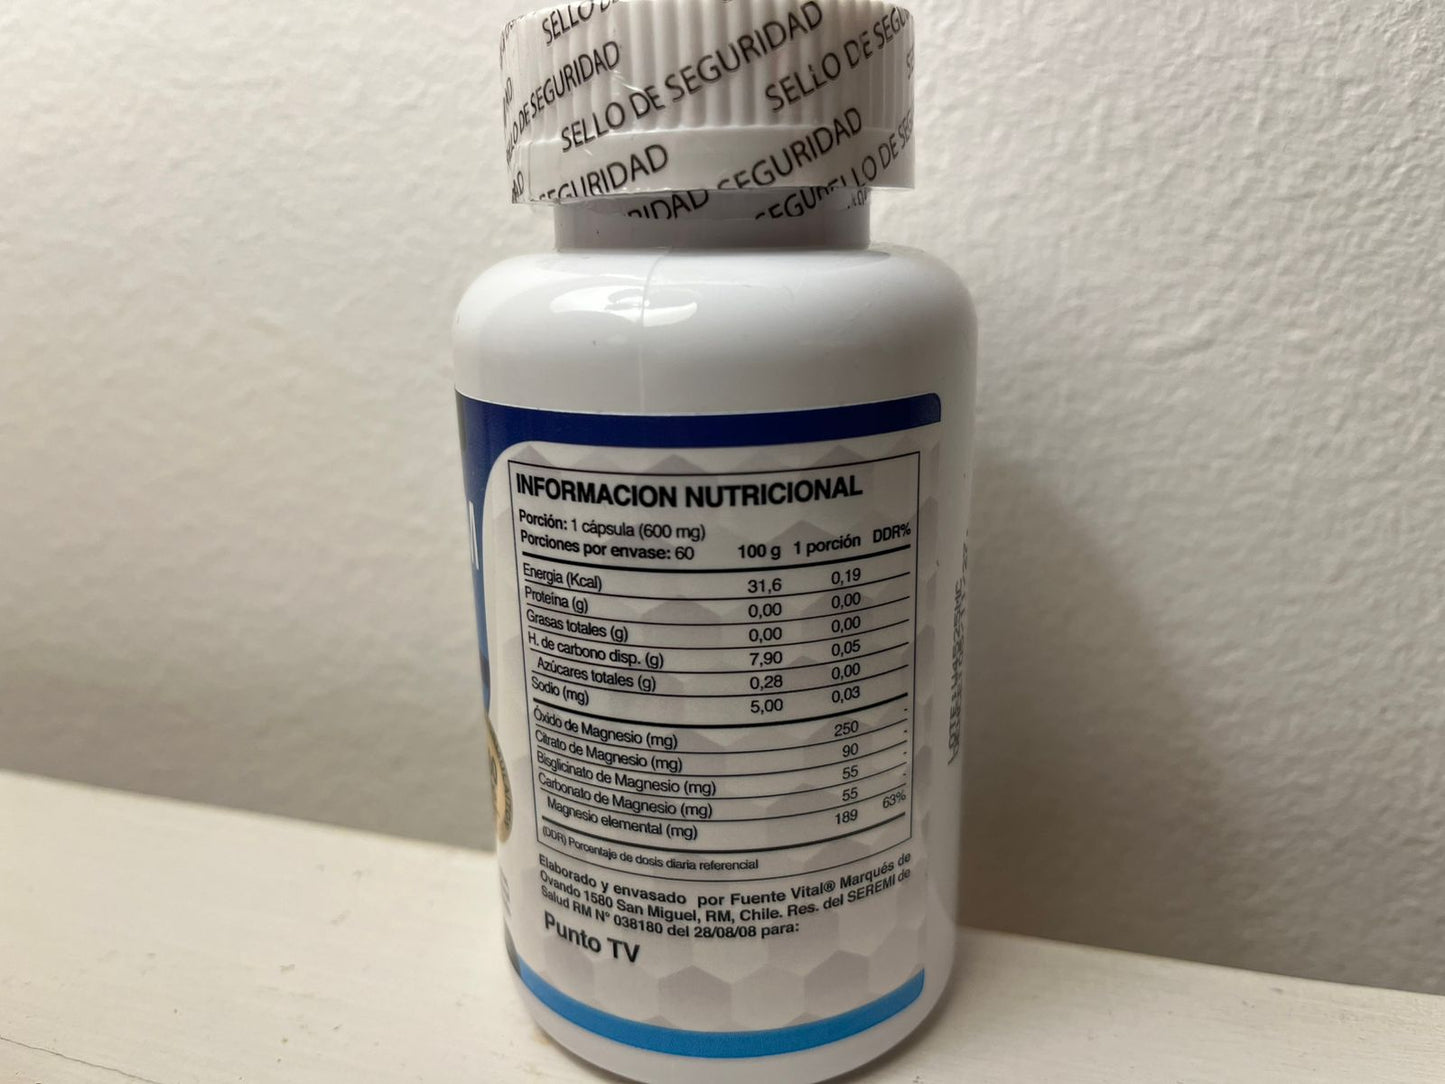 SELLO DE SEGURIDAD
SELLO DE SEGURIDAD
SELLO DE
INFORMACION NUTRICIONAL
Porción: 1 cápsula (600 mg)
Porciones por envase: 60 100 g 1 porción DDR%
Energia (Kcal) 31,6 0,19
Proteina (g) 0,00 0,00
Grasas totales (g) 0,00 0,00
H. de carbono disp. (g) 7,90 0,05
Azúcares totales (g) 0,28 0,00
Sodio (mg) 5,00 0,03
Óxido de Magnesio (mg) 250 .
Citrato de Magnesio (mg) 90 .
Bisglicinato de Magnesio (mg) 55 .
Carbonato de Magnesio (mg) 55 .
Magnesio elemental (mg) 189 63%
(DDR) Porcentaje de dosis diaria referencial
Elaborado y envasado por Fuente Vital® Marqués de
Ovando 1580 San Miguel, RM, Chile. Res. del SEREMI de
Salud RM N° 038180 del 28/08/08 para:
Punto TV